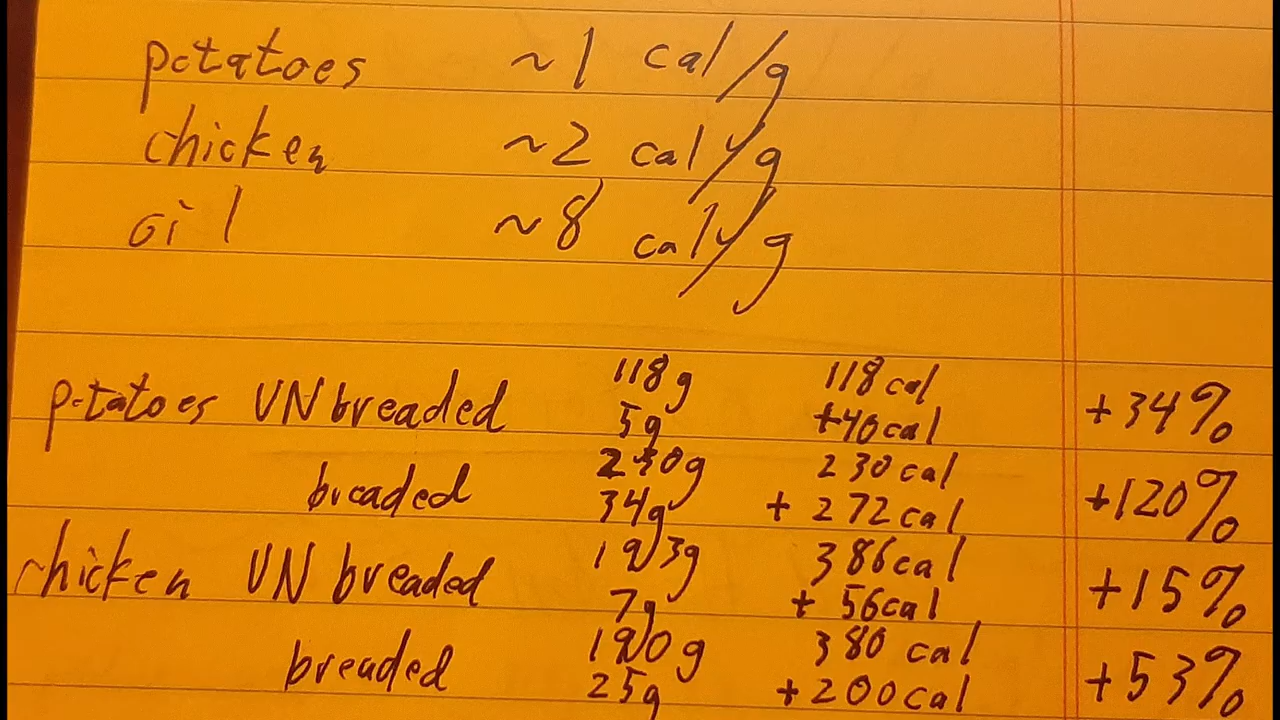 potatoes ~1 cal/g
chicken ~2 cal/g
oil ~8 cal/g
118g 118cal
potatoes UNbreaded +34%
5g +40cal
230g 230cal
breaded +120%
34g + 272cal
193g 386cal
chicken UNbreaded +15%
7g + 56cal
190g 380 cal
breaded +53%
25g +200cal